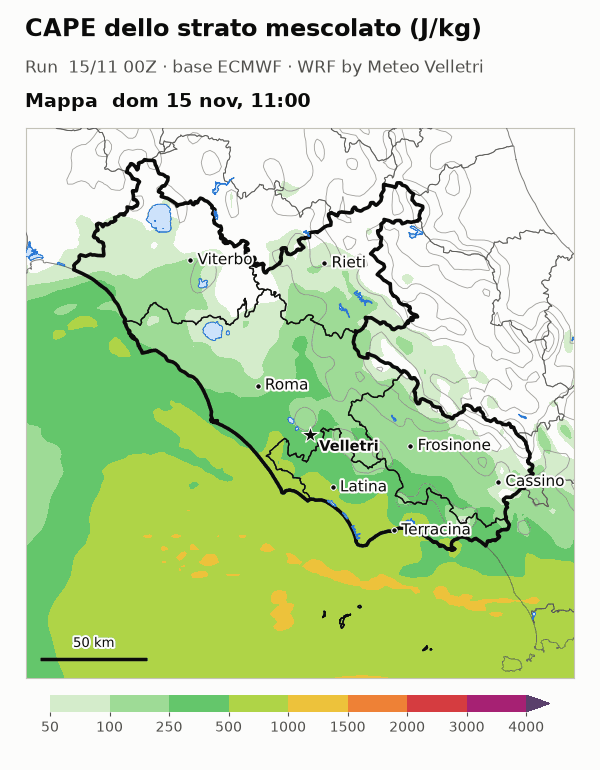 CAPE dello strato mescolato (J/kg)
Run 15/11 00Z · base ECMWF · WRF by Meteo Velletri
Mappa dom 15 nov, 11:00
Viterbo
Rieti
Roma
Velletri
Frosinone
Cassino
Latina
Terracina
50 km
50 100 250 500 1000 1500 2000 3000 4000